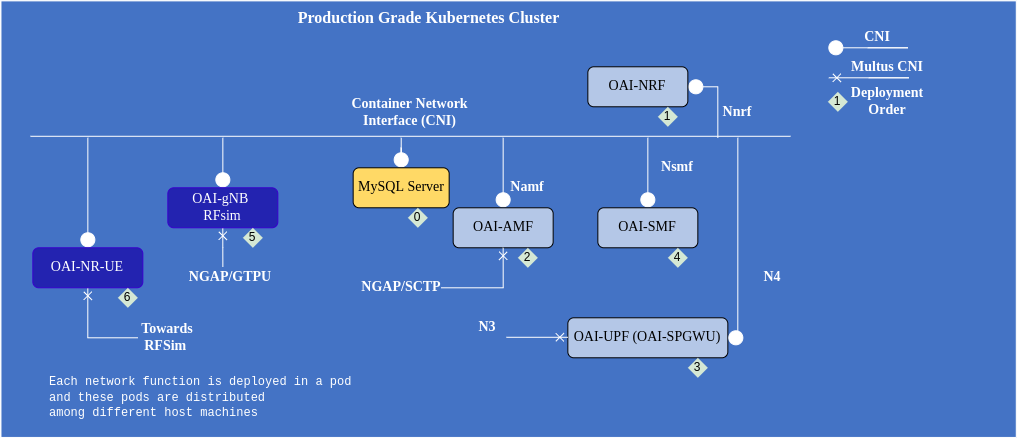 Production Grade Kubernetes Cluster
CNI
Multus CNI
1
Deployment
Order
OAI-NRF
1
Nnrf
Container Network
Interface (CNI)
MySQL Server
0
Namf
OAI-AMF
2
NGAP/SCTP
Nsmf
OAI-SMF
4
OAI-gNB
RFsim
5
NGAP/GTPU
OAI-NR-UE
6
Towards
RFSim
N4
N3
OAI-UPF (OAI-SPGWU)
3
Each network function is deployed in a pod
and these pods are distributed
among different host machines